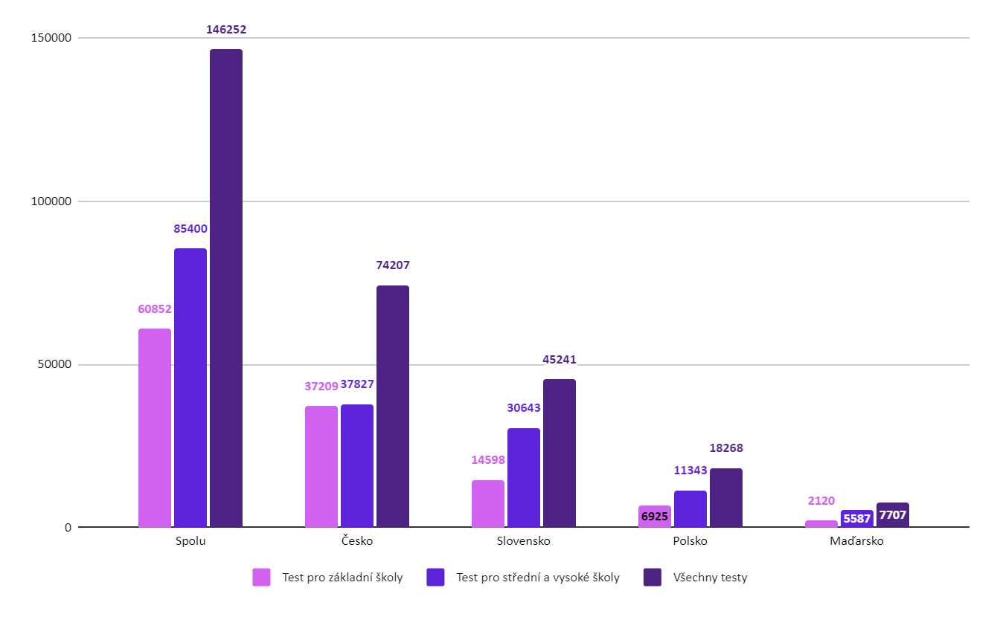 146252
150000
100000
85400
74207
60852
50000
45241
37209
37827
30643
18268
14598
11343
6925
2120
5587
7707
0
Spolu
Česko
Slovensko
Polsko
Maďarsko
Test pro základní školy
Test pro střední a vysoké školy
Všechny testy